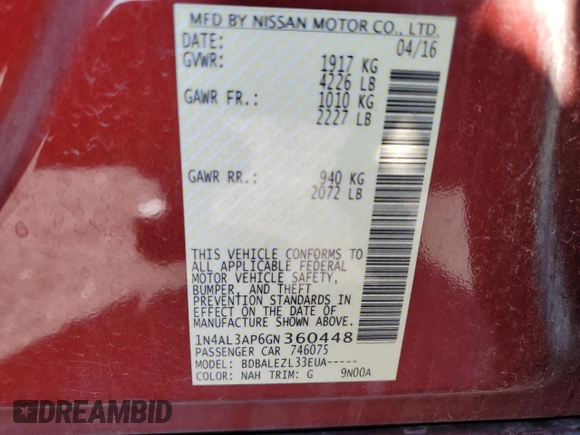 MFD BY NISSAN MOTOR CO., LTD.
DATE: 04/16
GVWR: 1917 KG
4226 LB
GAWR FR.: 1010 KG
2227 LB
GAWR RR.: 940 KG
2072 LB
THIS VEHICLE CONFORMS TO
ALL APPLICABLE FEDERAL
MOTOR VEHICLE SAFETY,
BUMPER, AND THEFT
PREVENTION STANDARDS IN
EFFECT ON THE DATE OF
MANUFACTURE SHOWN ABOVE.
1N4AL3AP6GN360448
PASSENGER CAR 746075
MODEL: BDBALEZL33EUA-----
COLOR: NAH TRIM: G 9N00A
DREAMBID